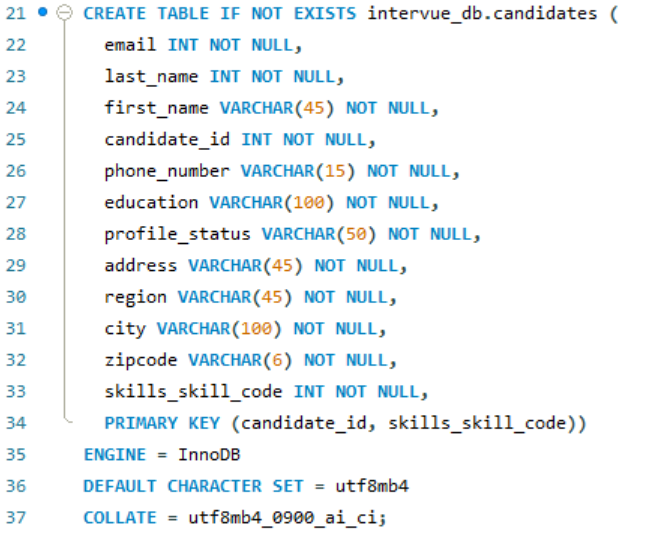 21 CREATE TABLE IF NOT EXISTS intervue_db.candidates (
22 email INT NOT NULL,
23 last_name INT NOT NULL,
24 first_name VARCHAR(45) NOT NULL,
25 candidate_id INT NOT NULL,
26 phone_number VARCHAR(15) NOT NULL,
27 education VARCHAR(100) NOT NULL,
28 profile_status VARCHAR(50) NOT NULL,
29 address VARCHAR(45) NOT NULL,
30 region VARCHAR(45) NOT NULL,
31 city VARCHAR(100) NOT NULL,
32 zipcode VARCHAR(6) NOT NULL,
33 skills_skill_code INT NOT NULL,
34 PRIMARY KEY (candidate_id, skills_skill_code))
35 ENGINE = InnoDB
36 DEFAULT CHARACTER SET = utf8mb4
37 COLLATE = utf8mb4_0900_ai_ci;